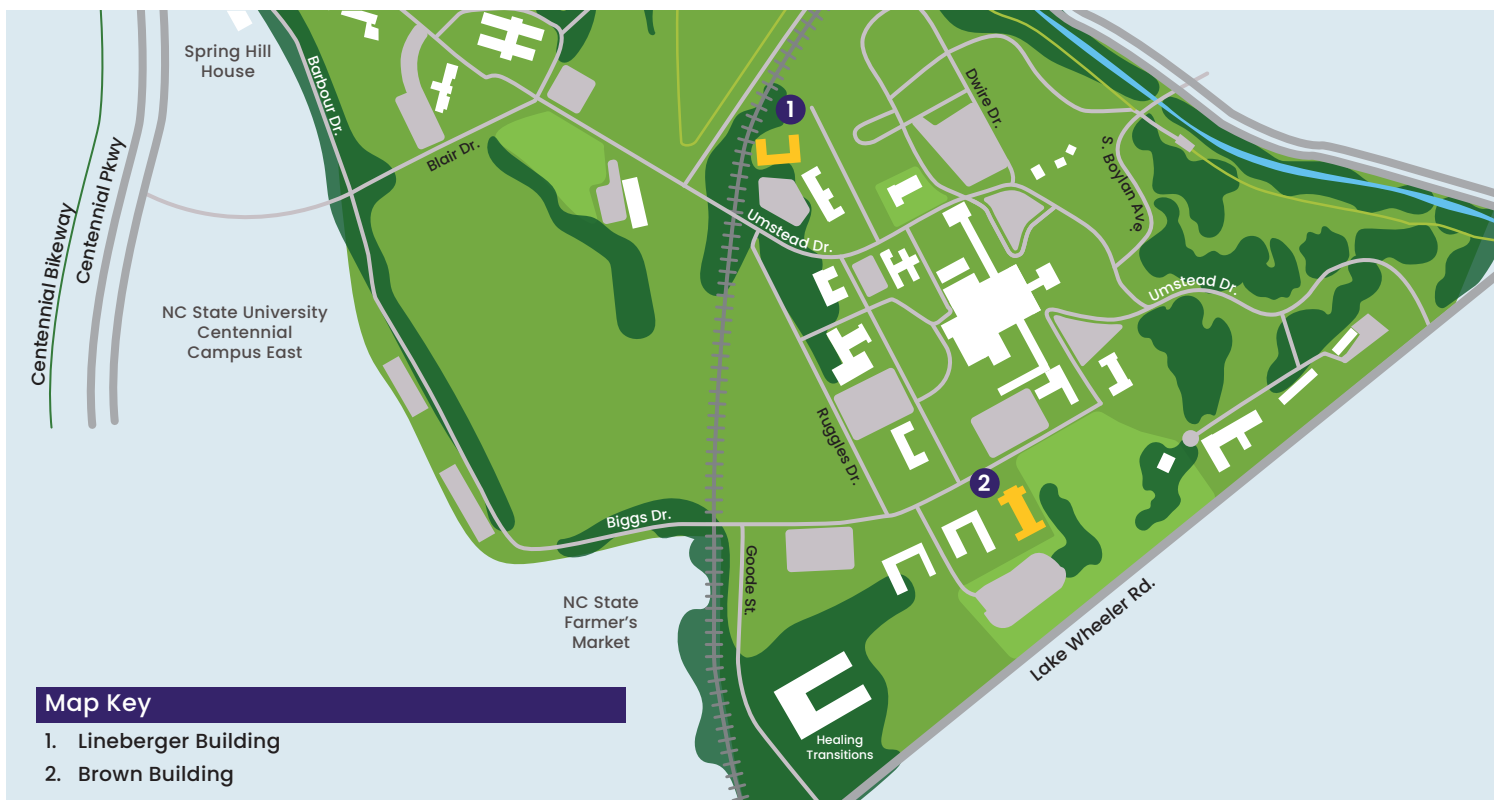 Spring Hill
House
Barbour Dr.
Blair Dr.
Dwire Dr.
S. Boylan Ave.
1
Centennial Pkwy
Centennial Bikeway
Umstead Dr.
Umstead Dr.
NC State University
Centennial
Campus East
Ruggles Dr.
2
Biggs Dr.
Goode St.
NC State
Farmer's
Market
Lake Wheeler Rd.
Healing
Transitions
Map Key
1. Lineberger Building
2. Brown Building